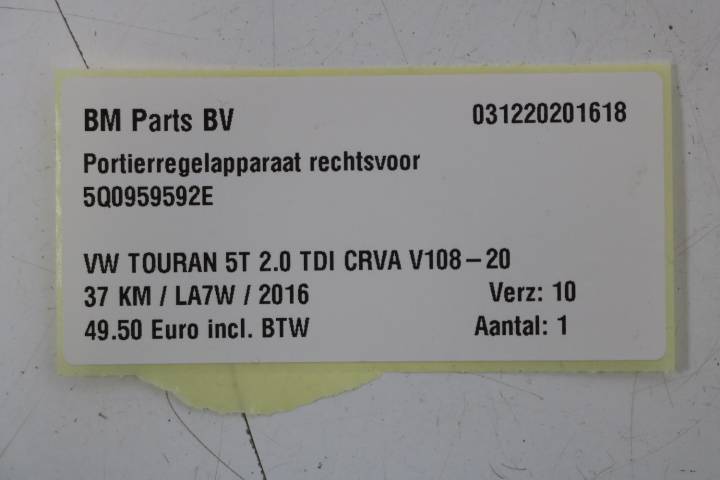 BM Parts BV 031220201618
Portierregelapparaat rechtsvoor
5Q0959592E
VW TOURAN 5T 2.0 TDI CRVA V108-20
37 KM / LA7W / 2016 Verz: 10
49.50 Euro incl. BTW Aantal: 1